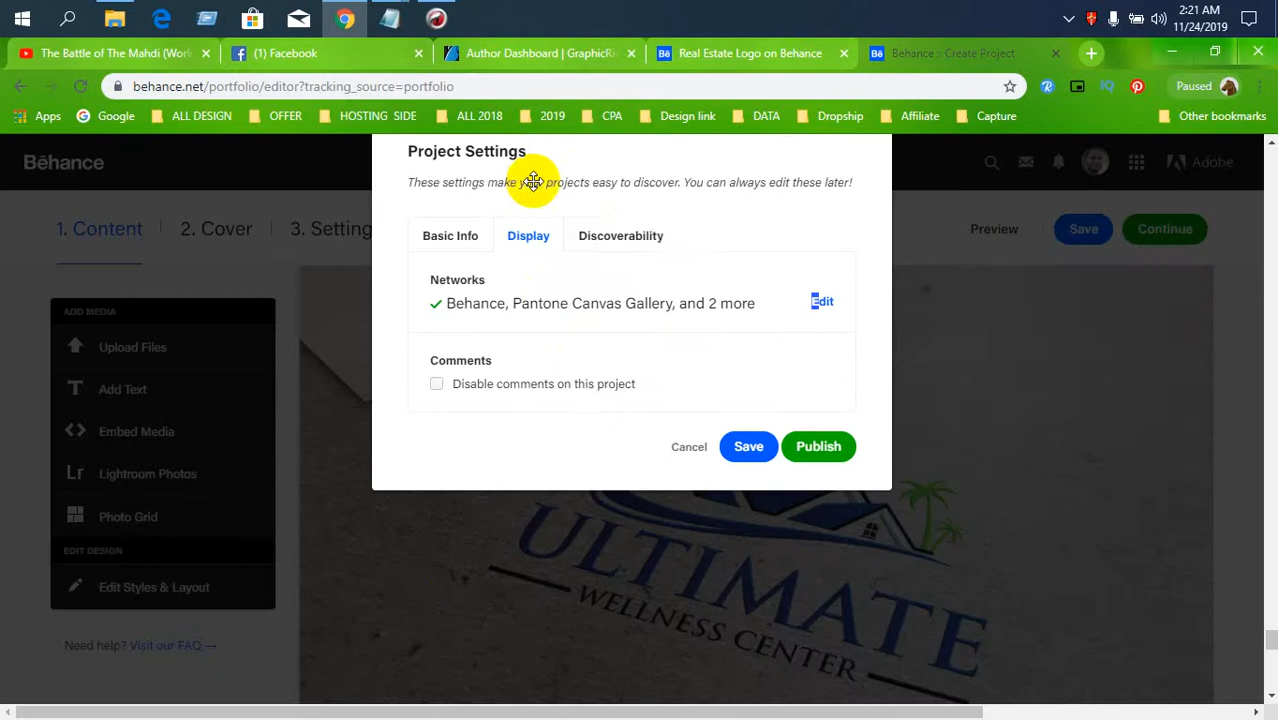 2:21 AM
11/24/2019
The Battle of The Mahdi (Worl
(1) Facebook
Author Dashboard | GraphicRi
Real Estate Logo on Behance
Behance :: Create Project
behance.net/portfolio/editor?tracking_source=portfolio
Paused
Apps Google ALL DESIGN OFFER HOSTING SIDE ALL 2018 2019 CPA Design link DATA Dropship Affiliate Capture Other bookmarks
Bēhance
Adobe
Project Settings
These settings make your projects easy to discover. You can always edit these later!
1. Content 2. Cover 3. Setting
Preview Save Continue
Basic Info Display Discoverability
Networks
Behance, Pantone Canvas Gallery, and 2 more Edit
Comments
Disable comments on this project
Cancel Save Publish
ADD MEDIA
Upload Files
Add Text
Embed Media
Lr Lightroom Photos
Photo Grid
EDIT DESIGN
Edit Styles & Layout
Need help? Visit our FAQ →
ULTIMATE
WELLNESS CENTER